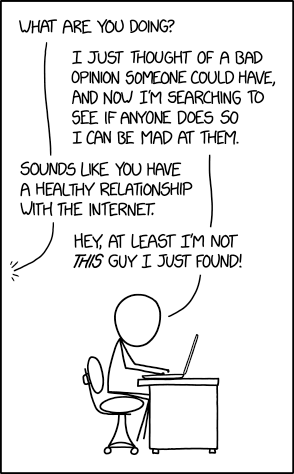 WHAT ARE YOU DOING?
I JUST THOUGHT OF A BAD
OPINION SOMEONE COULD HAVE,
AND NOW I'M SEARCHING TO
SEE IF ANYONE DOES SO
I CAN BE MAD AT THEM.
SOUNDS LIKE YOU HAVE
A HEALTHY RELATIONSHIP
WITH THE INTERNET.
HEY, AT LEAST I'M NOT
THIS GUY I JUST FOUND!